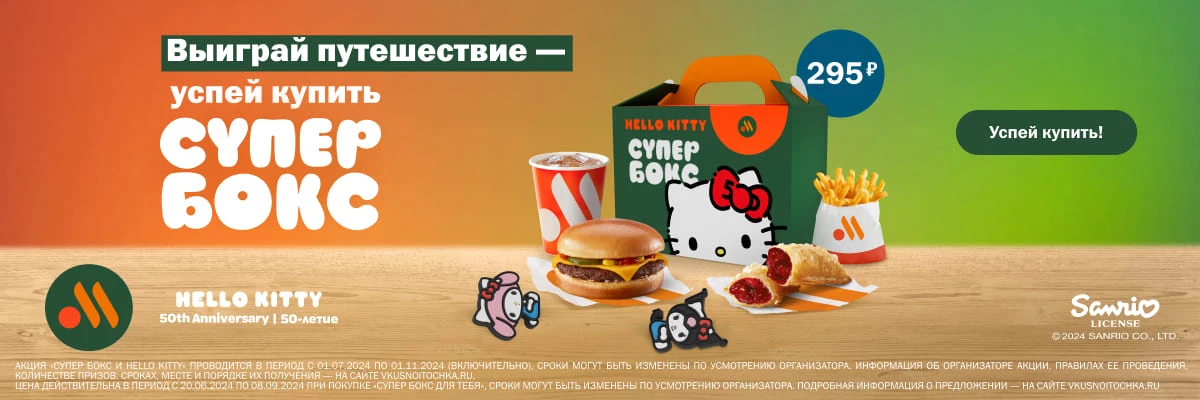 Выиграй путешествие —
успей купить
СУПЕР
БОКС
295₽
HELLO KITTY
СУПЕР
БОКС
Успей купить!
HELLO KITTY
50th Anniversary | 50-летие
Sanrio
LICENSE
©2024 SANRIO CO., LTD.
АКЦИЯ «СУПЕР БОКС И HELLO KITTY» ПРОВОДИТСЯ В ПЕРИОД С 01.07.2024 ПО 01.11.2024 (ВКЛЮЧИТЕЛЬНО), СРОКИ МОГУТ БЫТЬ ИЗМЕНЕНЫ ПО УСМОТРЕНИЮ ОРГАНИЗАТОРА. ИНФОРМАЦИЯ ОБ ОРГАНИЗАТОРЕ АКЦИИ, ПРАВИЛАХ ЕЕ ПРОВЕДЕНИЯ,
КОЛИЧЕСТВЕ ПРИЗОВ, СРОКАХ, МЕСТЕ И ПОРЯДКЕ ИХ ПОЛУЧЕНИЯ — НА САЙТЕ VKUSNOITOCHKA.RU.
ЦЕНА ДЕЙСТВИТЕЛЬНА В ПЕРИОД С 20.06.2024 ПО 08.09.2024 ПРИ ПОКУПКЕ «СУПЕР БОКС ДЛЯ ТЕБЯ», СРОКИ МОГУТ БЫТЬ ИЗМЕНЕНЫ ПО УСМОТРЕНИЮ ОРГАНИЗАТОРА. ПОДРОБНАЯ ИНФОРМАЦИЯ О ПРЕДЛОЖЕНИИ — НА САЙТЕ VKUSNOITOCHKA.RU